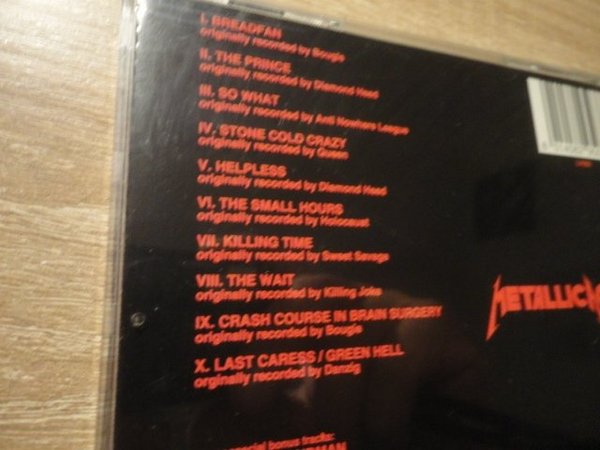 I. BREADFAN
originally recorded by Bougie
II. THE PRINCE
originally recorded by Diamond Head
III. SO WHAT
originally recorded by Anti Nowhere League
IV. STONE COLD CRAZY
originally recorded by Queen
V. HELPLESS
originally recorded by Diamond Head
VI. THE SMALL HOURS
originally recorded by Holocaust
VII. KILLING TIME
originally recorded by Sweet Savage
VIII. THE WAIT
originally recorded by Killing Joke
IX. CRASH COURSE IN BRAIN SURGERY
originally recorded by Bougie
X. LAST CARESS / GREEN HELL
originally recorded by Danzig
special bonus tracks:
METALLICA